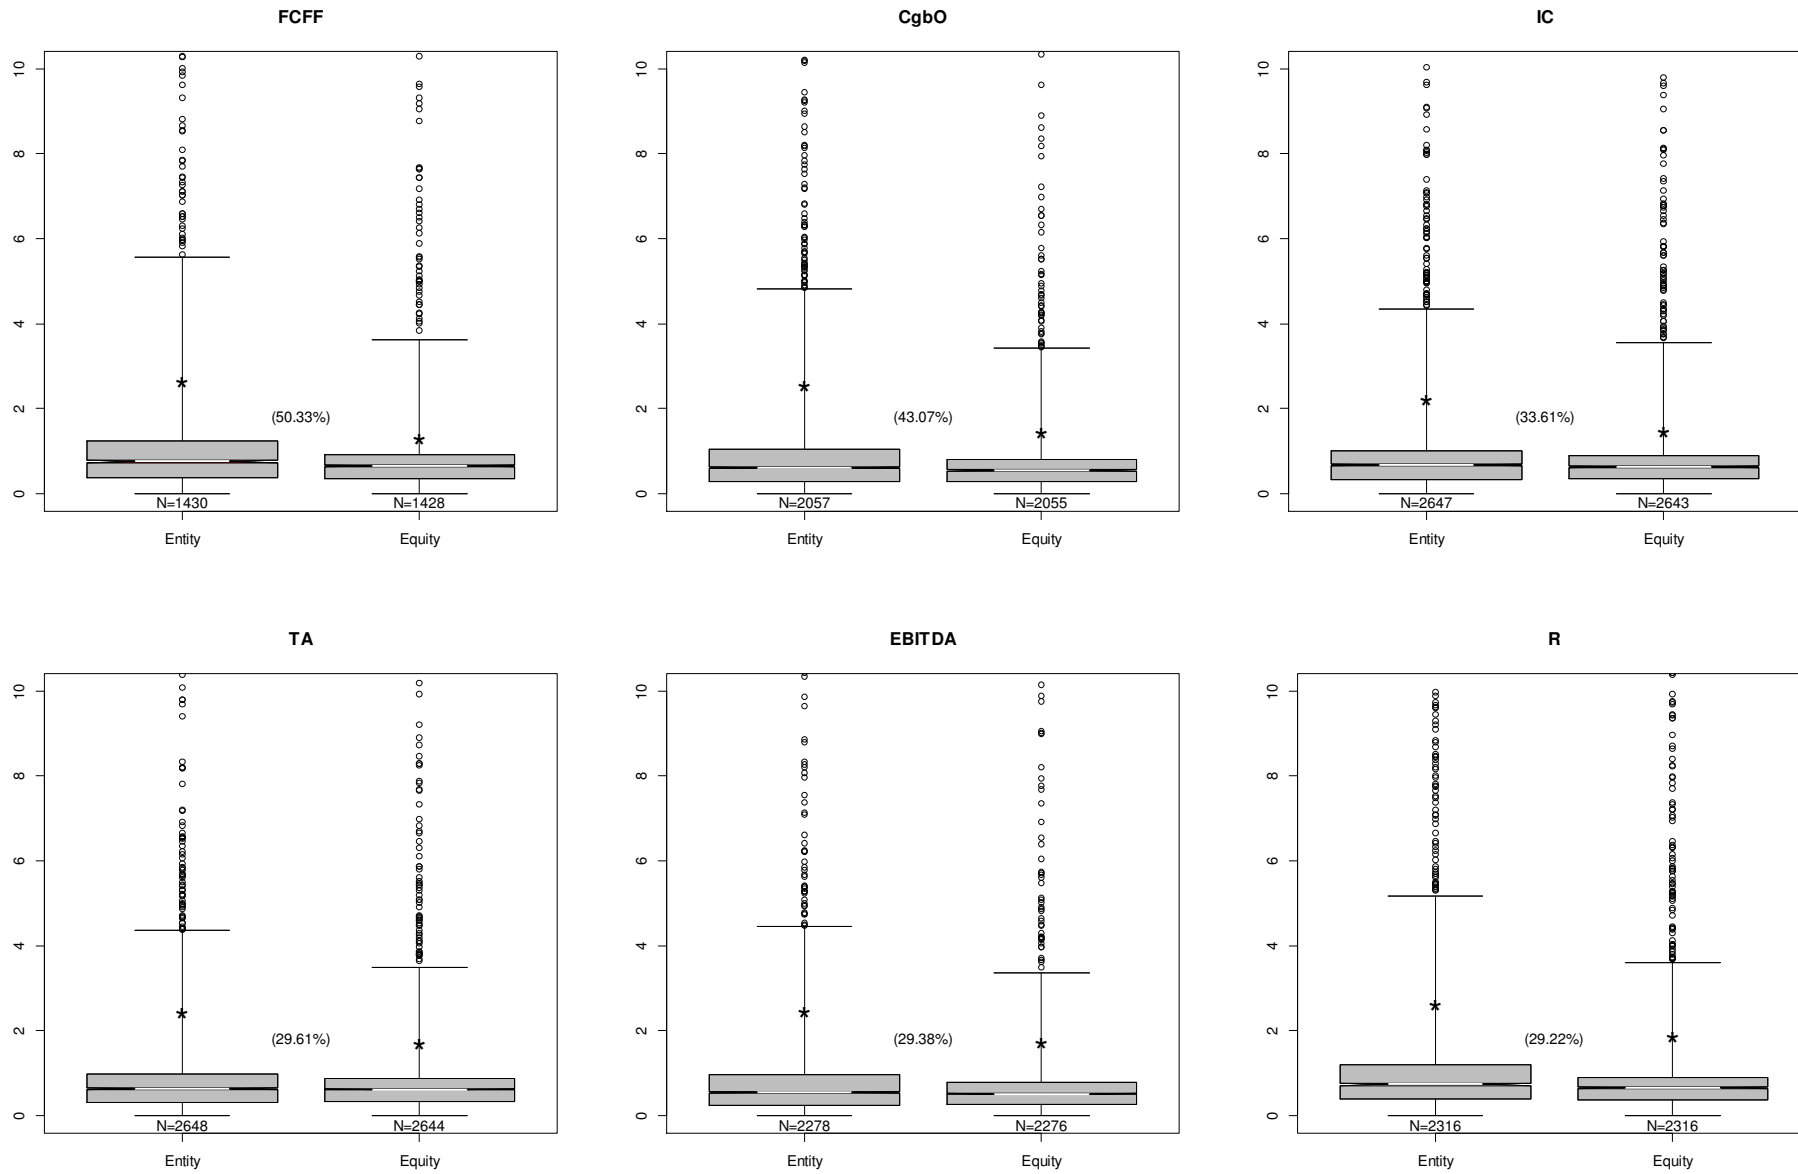 FCFF
CgbO
IC
10
8
6
4
2
0
(50.33%)
N=1430
N=1428
Entity
Equity
10
8
6
4
2
0
(43.07%)
N=2057
N=2055
Entity
Equity
10
8
6
4
2
0
(33.61%)
N=2647
N=2643
Entity
Equity
TA
EBITDA
R
10
8
6
4
2
0
(29.61%)
N=2648
N=2644
Entity
Equity
10
8
6
4
2
0
(29.38%)
N=2278
N=2276
Entity
Equity
10
8
6
4
2
0
(29.22%)
N=2316
N=2316
Entity
Equity